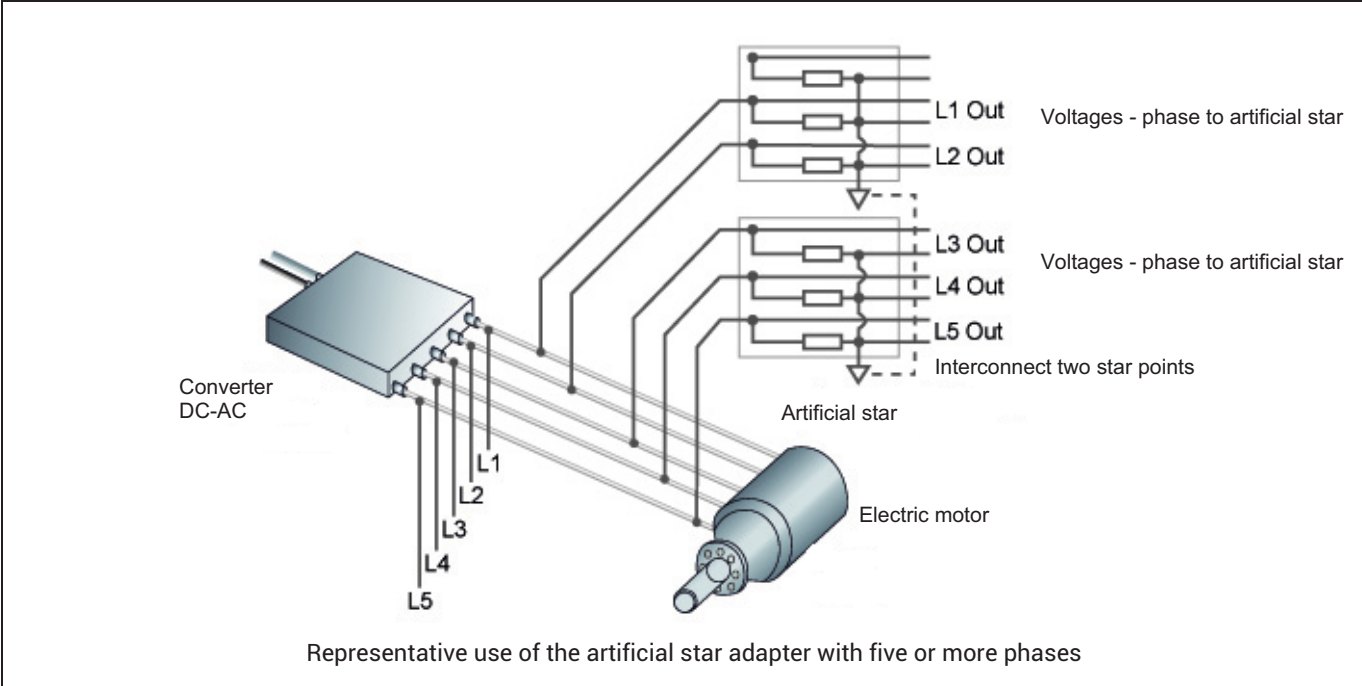 L1 Out
Voltages - phase to artificial star
L2 Out
L3 Out
Voltages - phase to artificial star
L4 Out
L5 Out
Interconnect two star points
Converter
DC-AC
Artificial star
L1
L2
L3
L4
L5
Electric motor
Representative use of the artificial star adapter with five or more phases